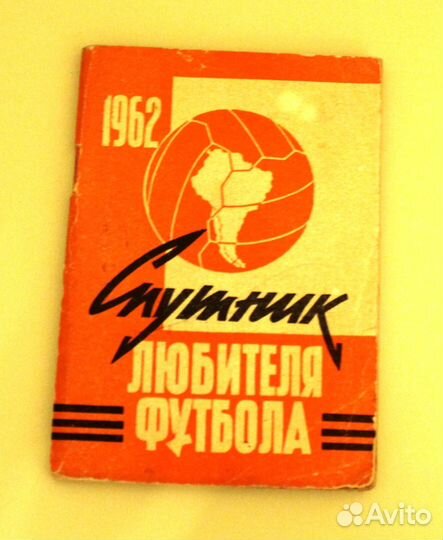 1962
Спутник
ЛЮБИТЕЛЯ
ФУТБОЛА
Avito